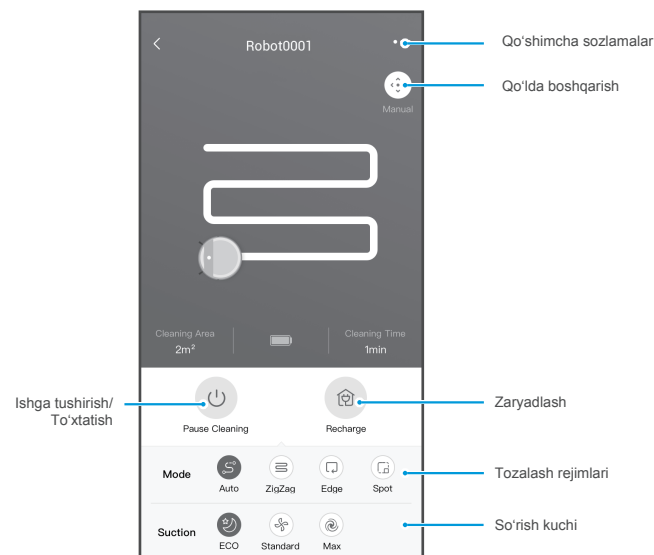 Robot0001
Qo‘shimcha sozlamalar
Qo‘lda boshqarish
Manual
Cleaning Area
2m²
Cleaning Time
1min
Ishga tushirish/
To‘xtatish
Pause Cleaning
Recharge
Zaryadlash
Mode
Auto
ZigZag
Edge
Spot
Tozalash rejimlari
Suction
ECO
Standard
Max
So‘rish kuchi